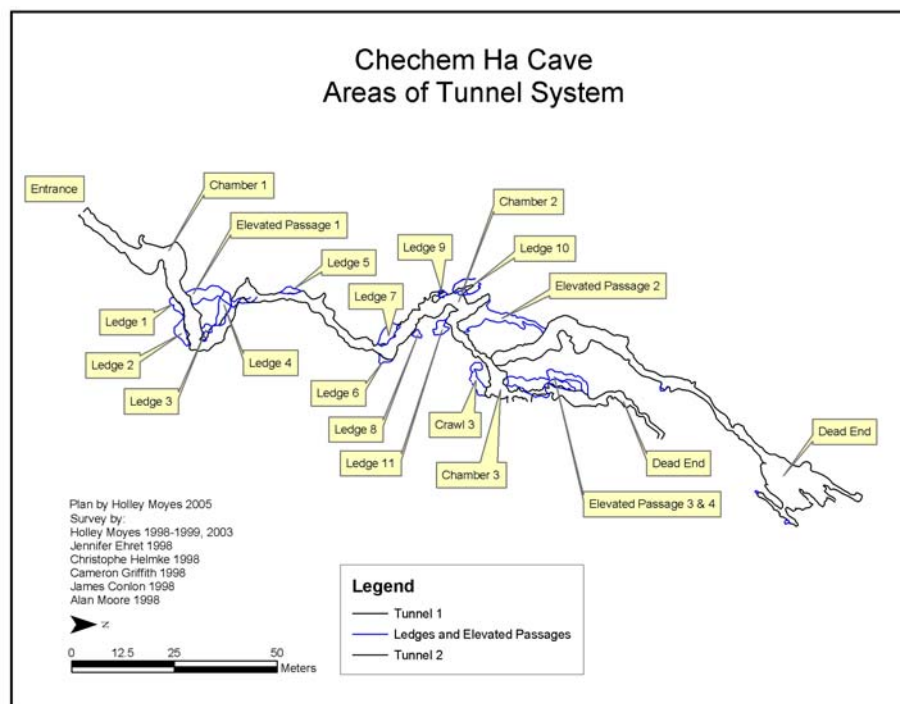 Chechem Ha Cave
Areas of Tunnel System
Entrance
Chamber 1
Elevated Passage 1
Ledge 5
Ledge 9
Chamber 2
Ledge 10
Elevated Passage 2
Ledge 7
Ledge 1
Ledge 2
Ledge 3
Ledge 4
Ledge 6
Ledge 8
Ledge 11
Crawl 3
Chamber 3
Dead End
Dead End
Elevated Passage 3 & 4
Plan by Holley Moyes 2005
Survey by:
Holley Moyes 1998-1999, 2003
Jennifer Ehret 1998
Christophe Helmke 1998
Cameron Griffith 1998
James Conlon 1998
Alan Moore 1998
N
0 12.5 25 50
Meters
Legend
Tunnel 1
Ledges and Elevated Passages
Tunnel 2